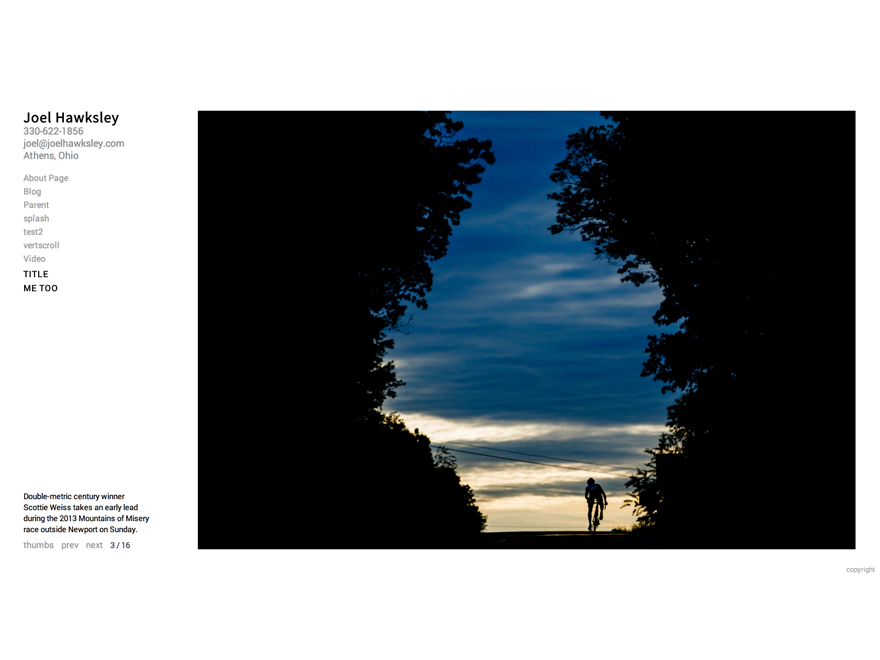 Joel Hawksley
330-622-1856
joel@joelhawksley.com
Athens, Ohio
About Page
Blog
Parent
splash
test2
vertscroll
Video
TITLE
ME TOO
Double-metric century winner
Scottie Weiss takes an early lead
during the 2013 Mountains of Misery
race outside Newport on Sunday.
thumbs prev next 3 / 16
copyright